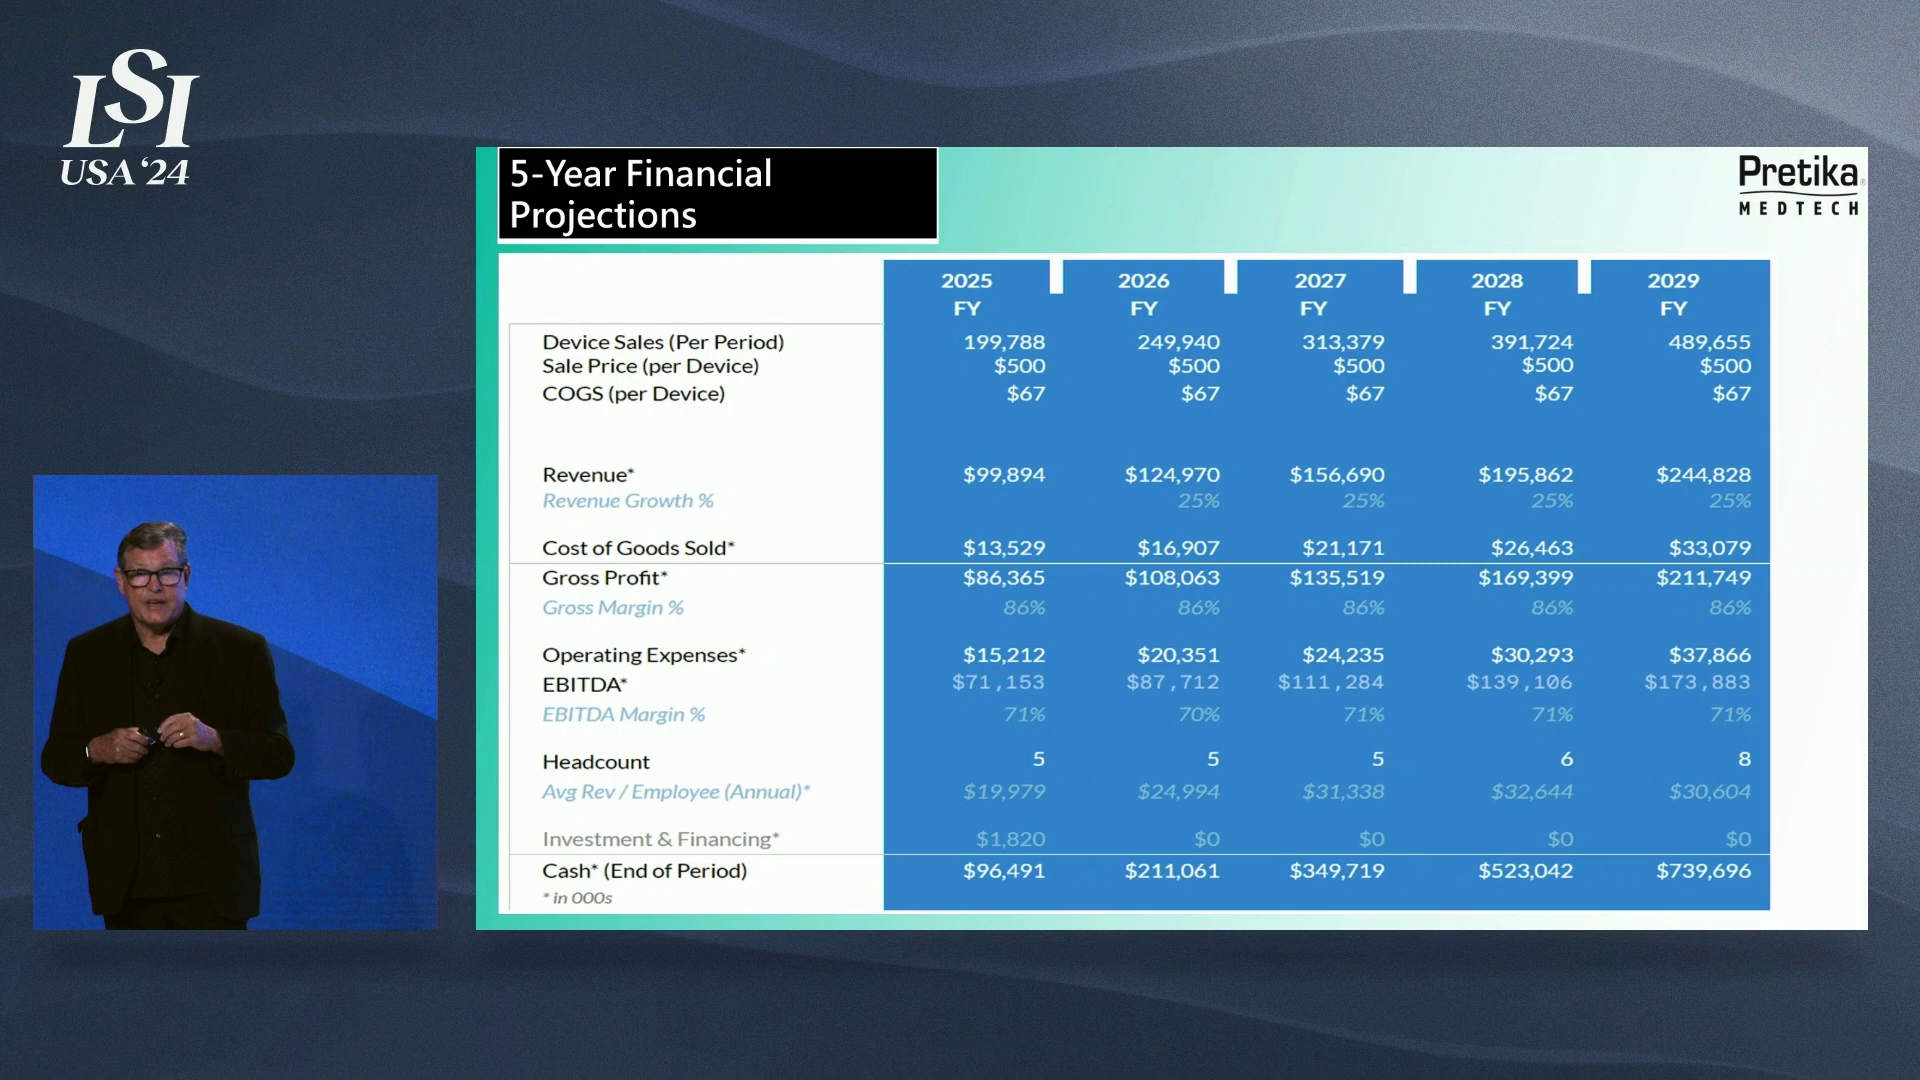 LSI
USA '24
5-Year Financial
Projections
Pretika®
MEDTECH
2025 2026 2027 2028 2029
FY FY FY FY FY
Device Sales (Per Period) 199,788 249,940 313,379 391,724 489,655
Sale Price (per Device) $500 $500 $500 $500 $500
COGS (per Device) $67 $67 $67 $67 $67
Revenue* $99,894 $124,970 $156,690 $195,862 $244,828
Revenue Growth % 25% 25% 25% 25%
Cost of Goods Sold* $13,529 $16,907 $21,171 $26,463 $33,079
Gross Profit* $86,365 $108,063 $135,519 $169,399 $211,749
Gross Margin % 86% 86% 86% 86% 86%
Operating Expenses* $15,212 $20,351 $24,235 $30,293 $37,866
EBITDA* $71,153 $87,712 $111,284 $139,106 $173,883
EBITDA Margin % 71% 70% 71% 71% 71%
Headcount 5 5 5 6 8
Avg Rev / Employee (Annual)* $19,979 $24,994 $31,338 $32,644 $30,604
Investment & Financing* $1,820 $0 $0 $0 $0
Cash* (End of Period) $96,491 $211,061 $349,719 $523,042 $739,696
* in 000s